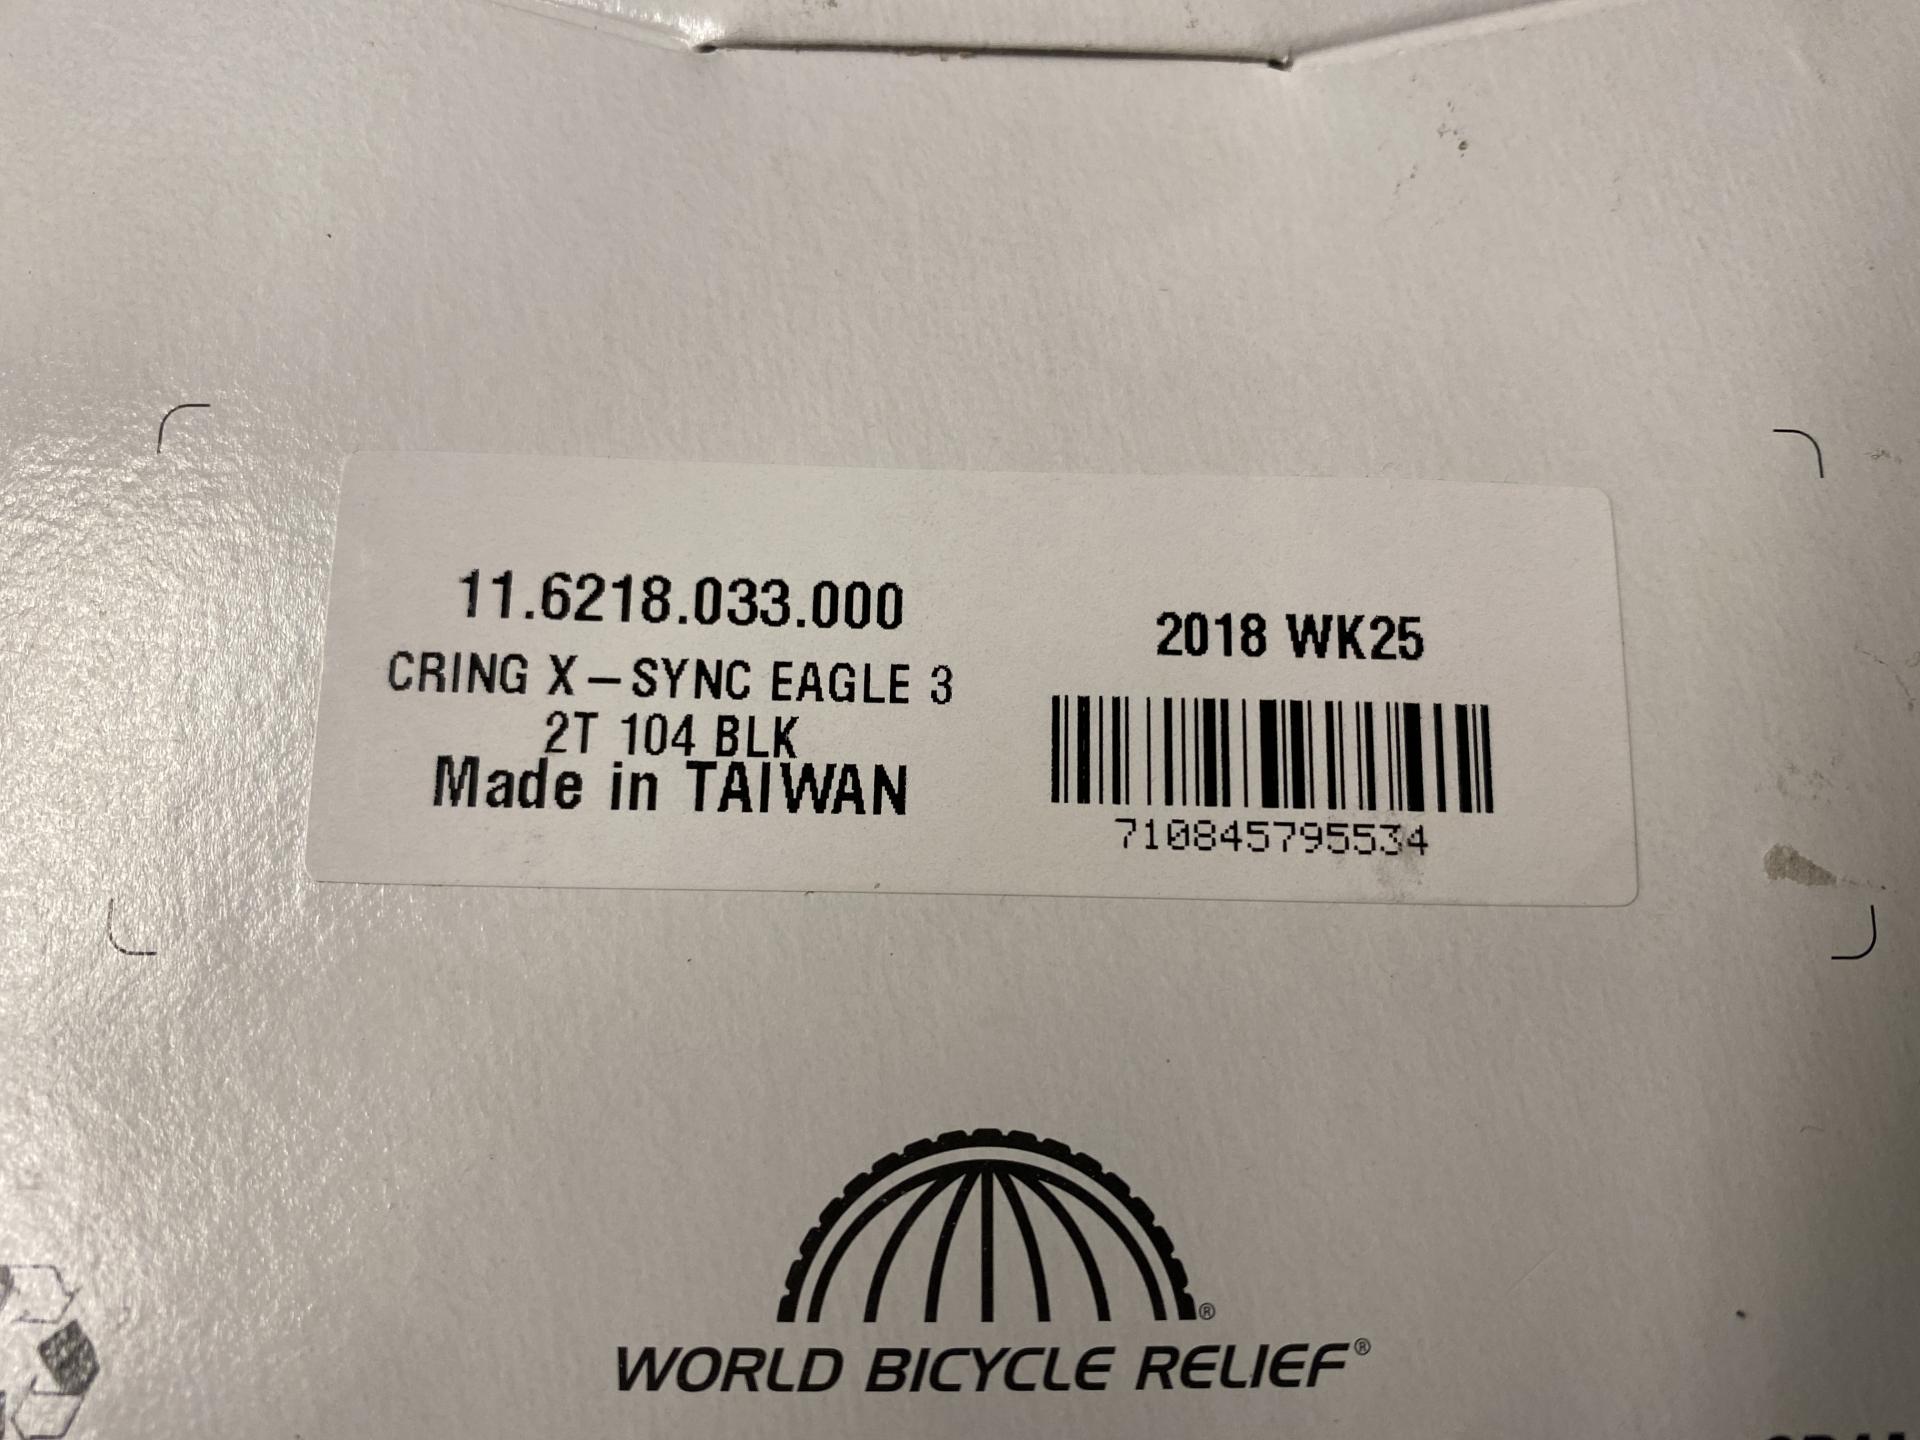 11.6218.033.000
CRING X-SYNC EAGLE 3
2T 104 BLK
Made in TAIWAN
2018 WK25
710845795534
®
WORLD BICYCLE RELIEF®